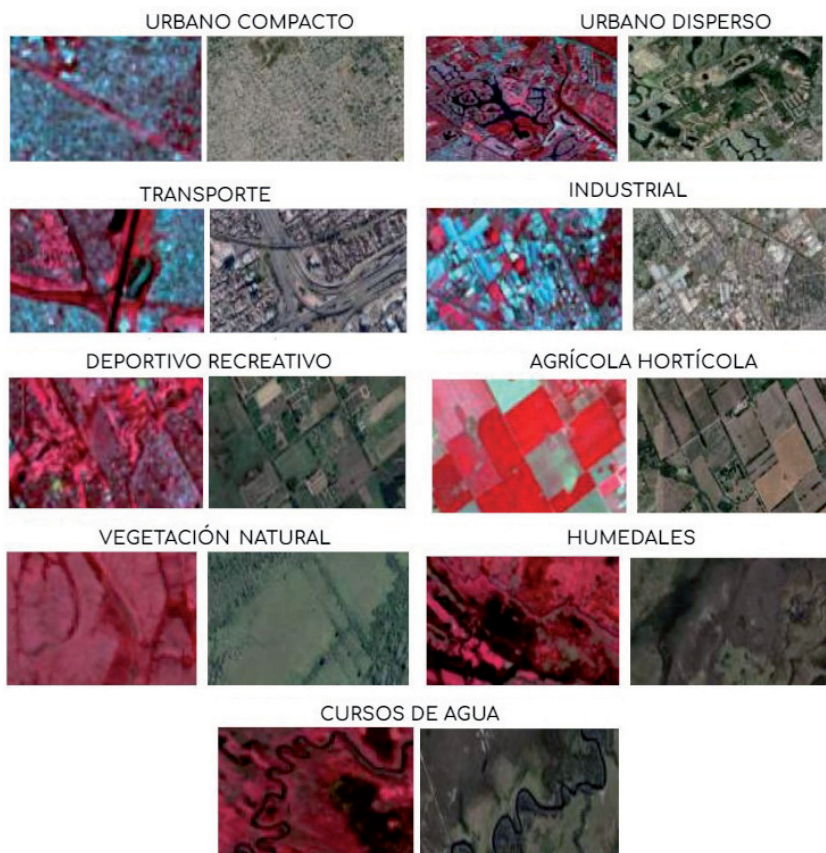 URBANO COMPACTO
URBANO DISPERSO
TRANSPORTE
INDUSTRIAL
DEPORTIVO RECREATIVO
AGRÍCOLA HORTÍCOLA
VEGETACIÓN NATURAL
HUMEDALES
CURSOS DE AGUA